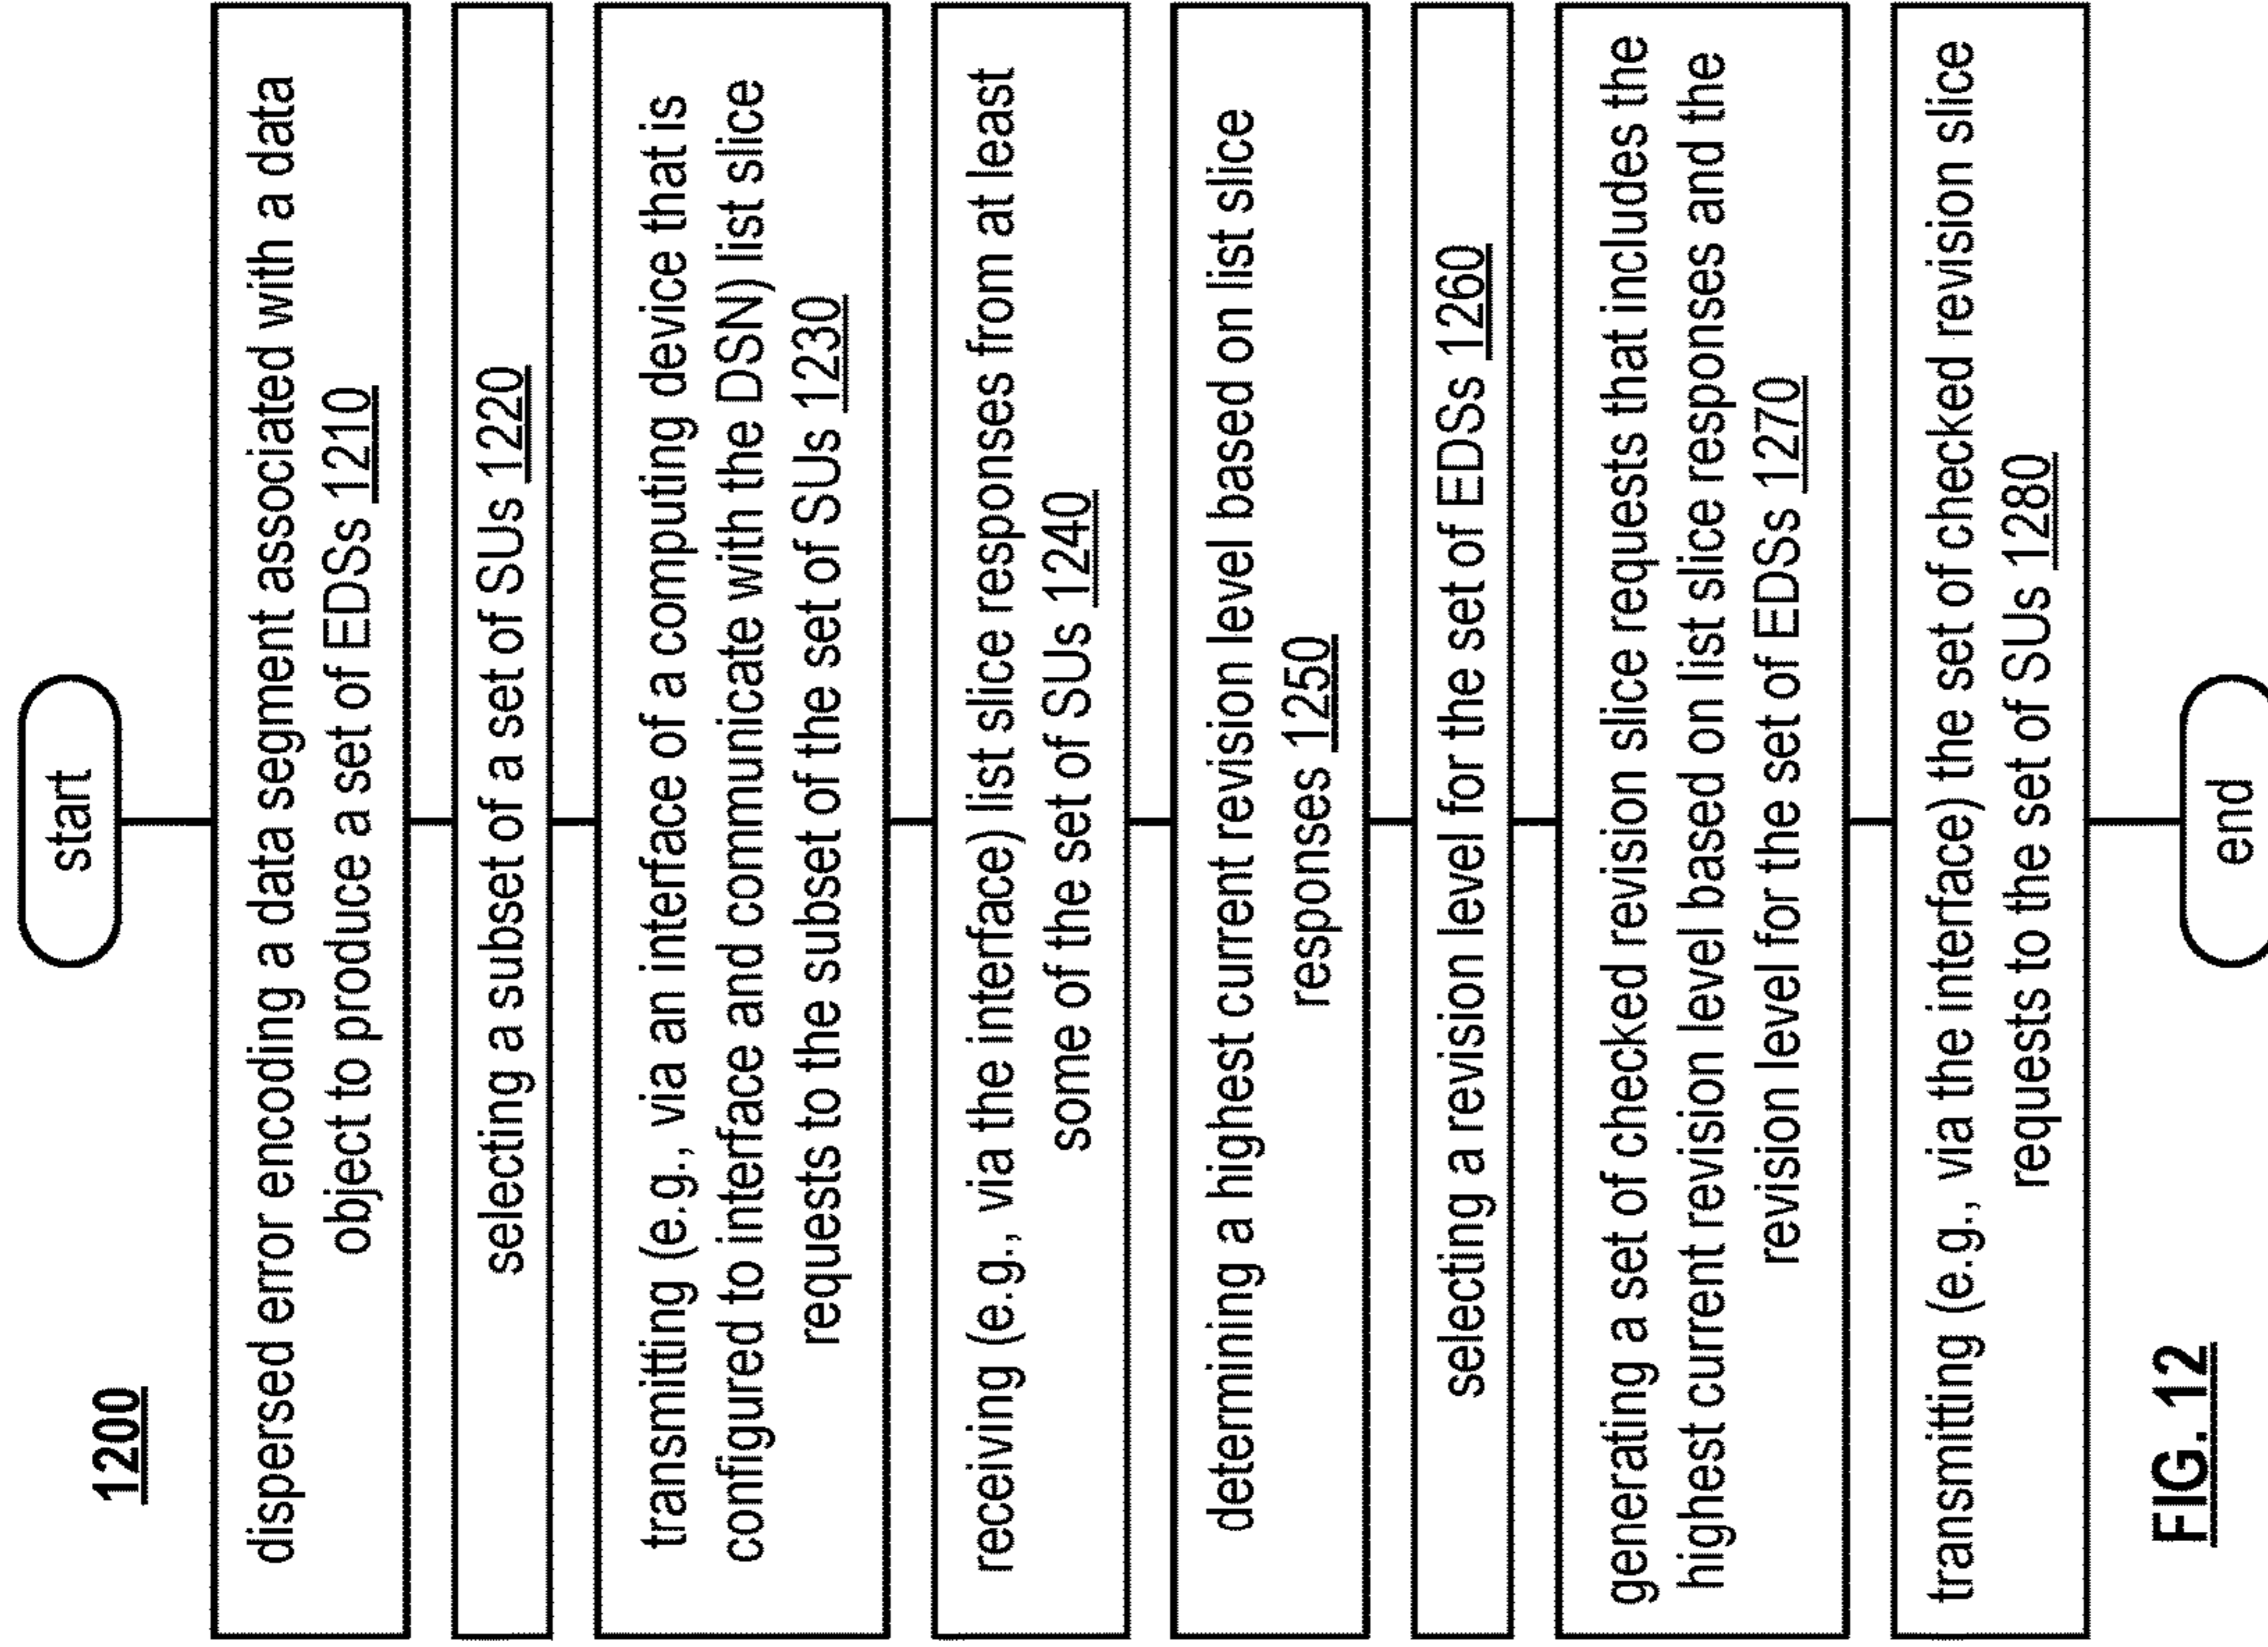 start
1200
dispersed error encoding a data segment associated with a data
object to produce a set of EDSs 1210
selecting a subset of a set of SUs 1220
transmitting (e.g., via an interface of a computing device that is
configured to interface and communicate with the DSN) list slice
requests to the subset of the set of SUs 1230
receiving (e.g., via the interface) list slice responses from at least
some of the set of SUs 1240
determining a highest current revision level based on list slice
responses 1250
selecting a revision level for the set of EDSs 1260
generating a set of checked revision slice requests that includes the
highest current revision level based on list slice responses and the
revision level for the set of EDSs 1270
transmitting (e.g., via the interface) the set of checked revision slice
requests to the set of SUs 1280
end
FIG. 12